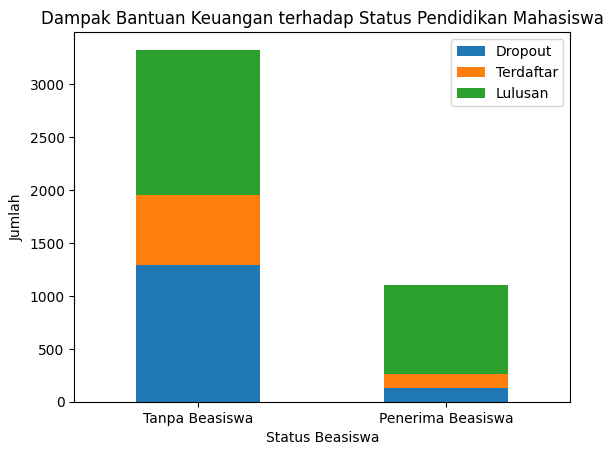 Dampak Bantuan Keuangan terhadap Status Pendidikan Mahasiswa
Dropout
Terdaftar
Lulusan
3000
2500
2000
1500
1000
500
0
Jumlah
Tanpa Beasiswa
Penerima Beasiswa
Status Beasiswa